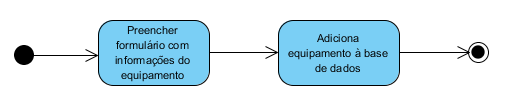 Preencher
formulário com
informações do
equipamento
Adiciona
equipamento à base
de dados